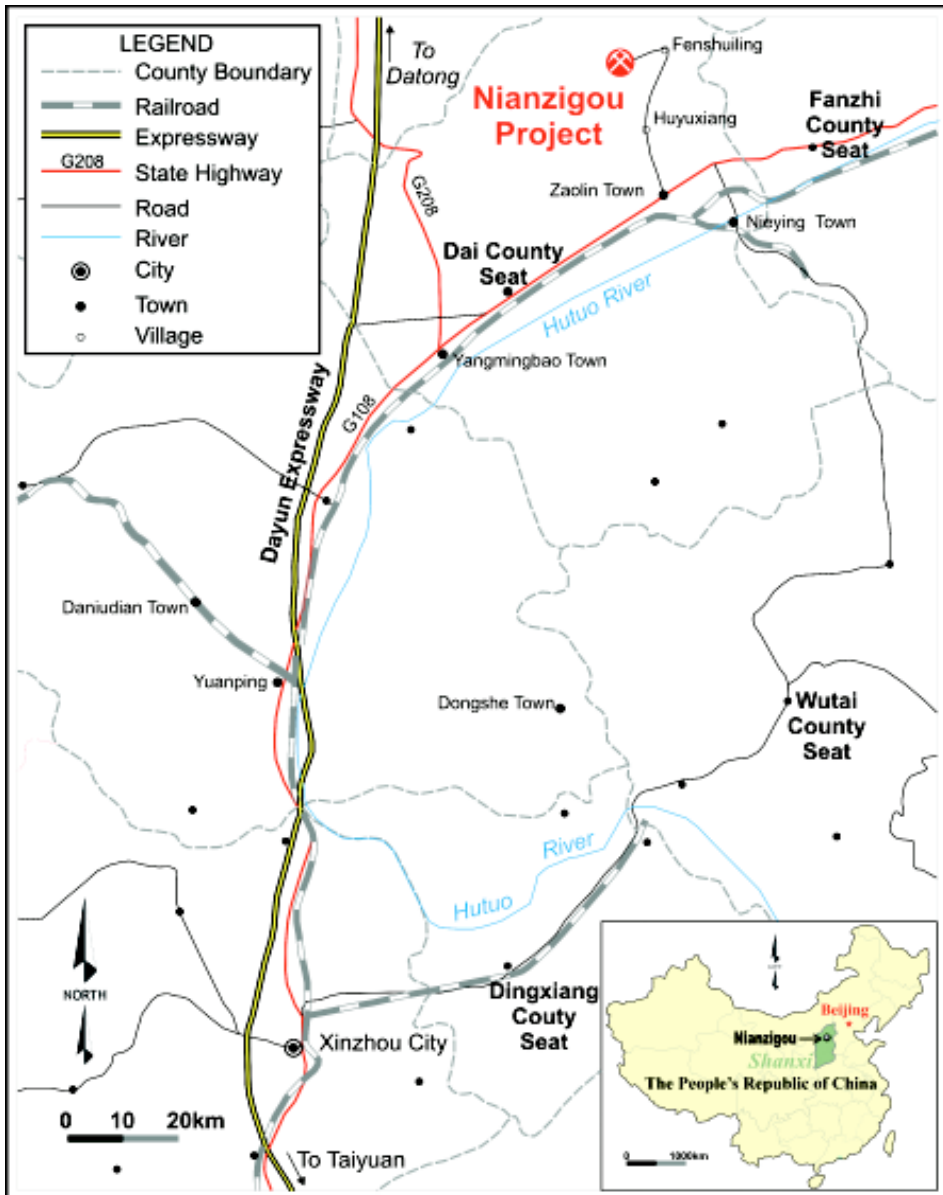 LEGEND
County Boundary
Railroad
Expressway
G208
State Highway
Road
River
City
Town
Village
To
Datong
Fenshuiling
Nianzigou
Project
Huyuxiang
Fanzhi
County
Seat
G208
Zaolin Town
Nieying Town
Dai County
Seat
Hutuo River
Yangmingbao Town
G108
Dayun Expressway
Daniudian Town
Yuanping
Dongshe Town
Wutai
County
Seat
Hutuo
River
NORTH
Dingxiang
Couty
Seat
Xinzhou City
0 10 20km
To Taiyuan
Beijing
Nianzigou
Shanxi
The People's Republic of China
0 1000km